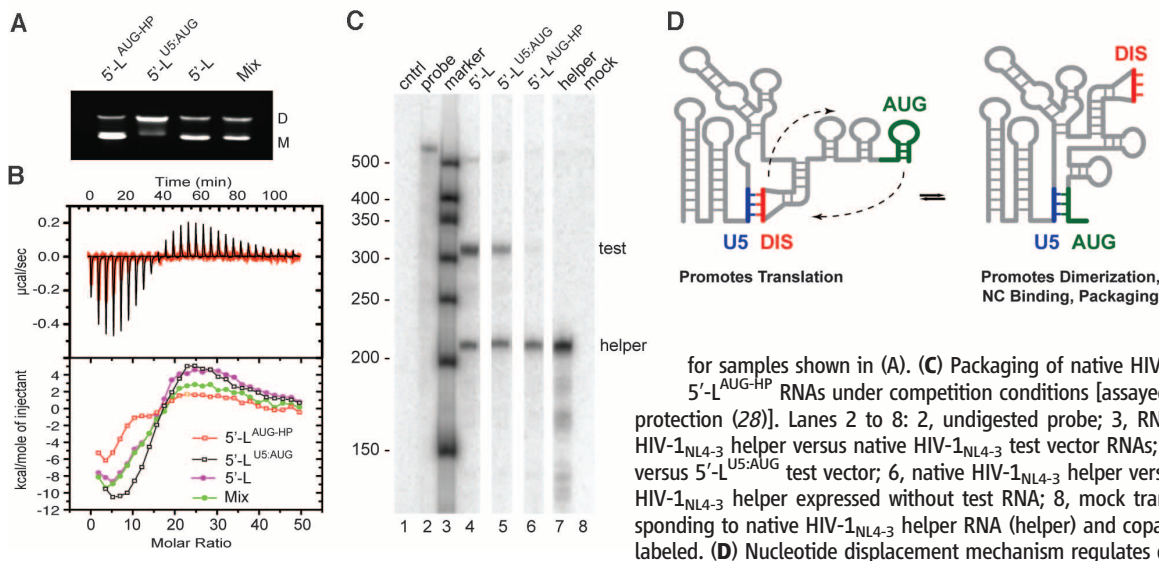 A
5'-L^AUG-HP
5'-L^U5:AUG
5'-L
Mix
D
M
B
Time (min)
0 20 40 60 80 100
0.2
0.0
-0.2
-0.4
µcal/sec
4
2
0
-2
-4
-6
-8
-10
-12
kcal/mole of injectant
5'-L^AUG-HP
5'-L^U5:AUG
5'-L
Mix
0 10 20 30 40 50
Molar Ratio
C
cntrl
probe
marker
5'-L
5'-L^U5:AUG
5'-L^AUG-HP
helper
mock
500 -
400 -
350 -
300 -
250 -
200 -
150 -
test
helper
1 2 3 4 5 6 7 8
D
AUG
U5 DIS
Promotes Translation
DIS
U5 AUG
Promotes Dimerization,
NC Binding, Packaging
for samples shown in (A). (C) Packaging of native HIV
5'-L^AUG-HP RNAs under competition conditions [assayed
protection (28)]. Lanes 2 to 8: 2, undigested probe; 3, RN
HIV-1NL4-3 helper versus native HIV-1NL4-3 test vector RNAs;
versus 5'-L^U5:AUG test vector; 6, native HIV-1NL4-3 helper vers
HIV-1NL4-3 helper expressed without test RNA; 8, mock tran
sponding to native HIV-1NL4-3 helper RNA (helper) and copa
labeled. (D) Nucleotide displacement mechanism regulates